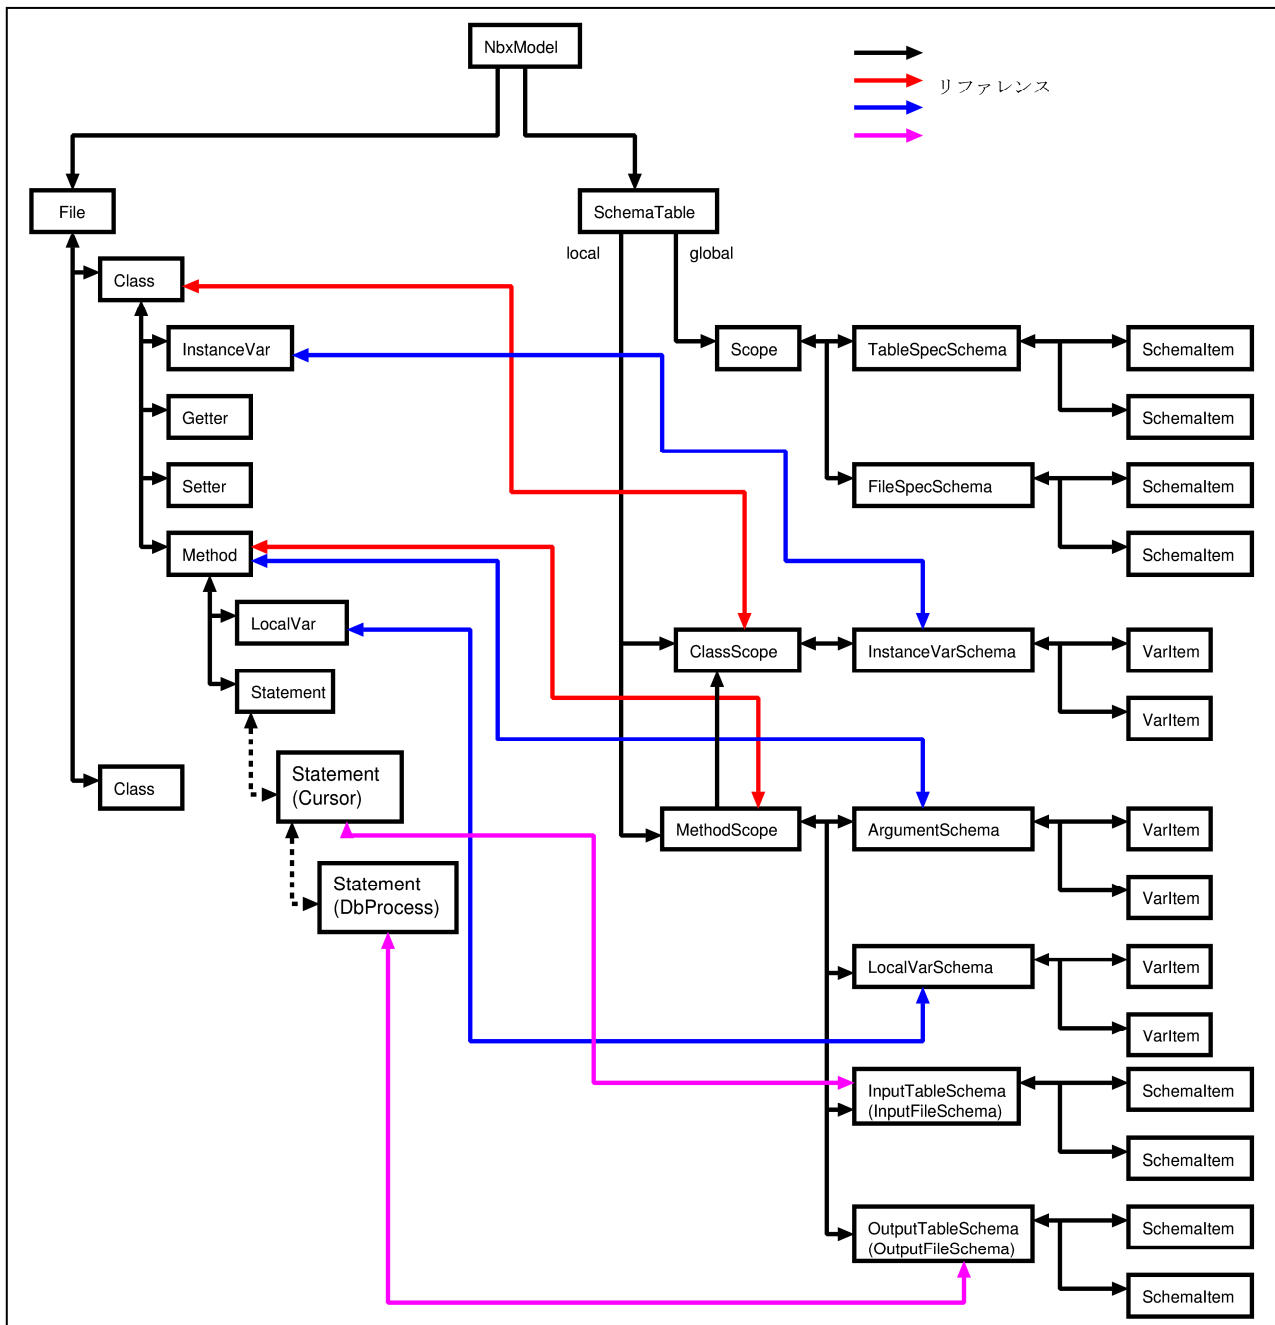 NbxModel
リファレンス
File
SchemaTable
local
global
Class
InstanceVar
Getter
Setter
Method
LocalVar
Statement
Statement
(Cursor)
Statement
(DbProcess)
Class
Scope
TableSpecSchema
SchemaItem
SchemaItem
FileSpecSchema
SchemaItem
SchemaItem
ClassScope
InstanceVarSchema
VarItem
VarItem
MethodScope
ArgumentSchema
VarItem
VarItem
LocalVarSchema
VarItem
VarItem
InputTableSchema
(InputFileSchema)
SchemaItem
SchemaItem
OutputTableSchema
(OutputFileSchema)
SchemaItem
SchemaItem